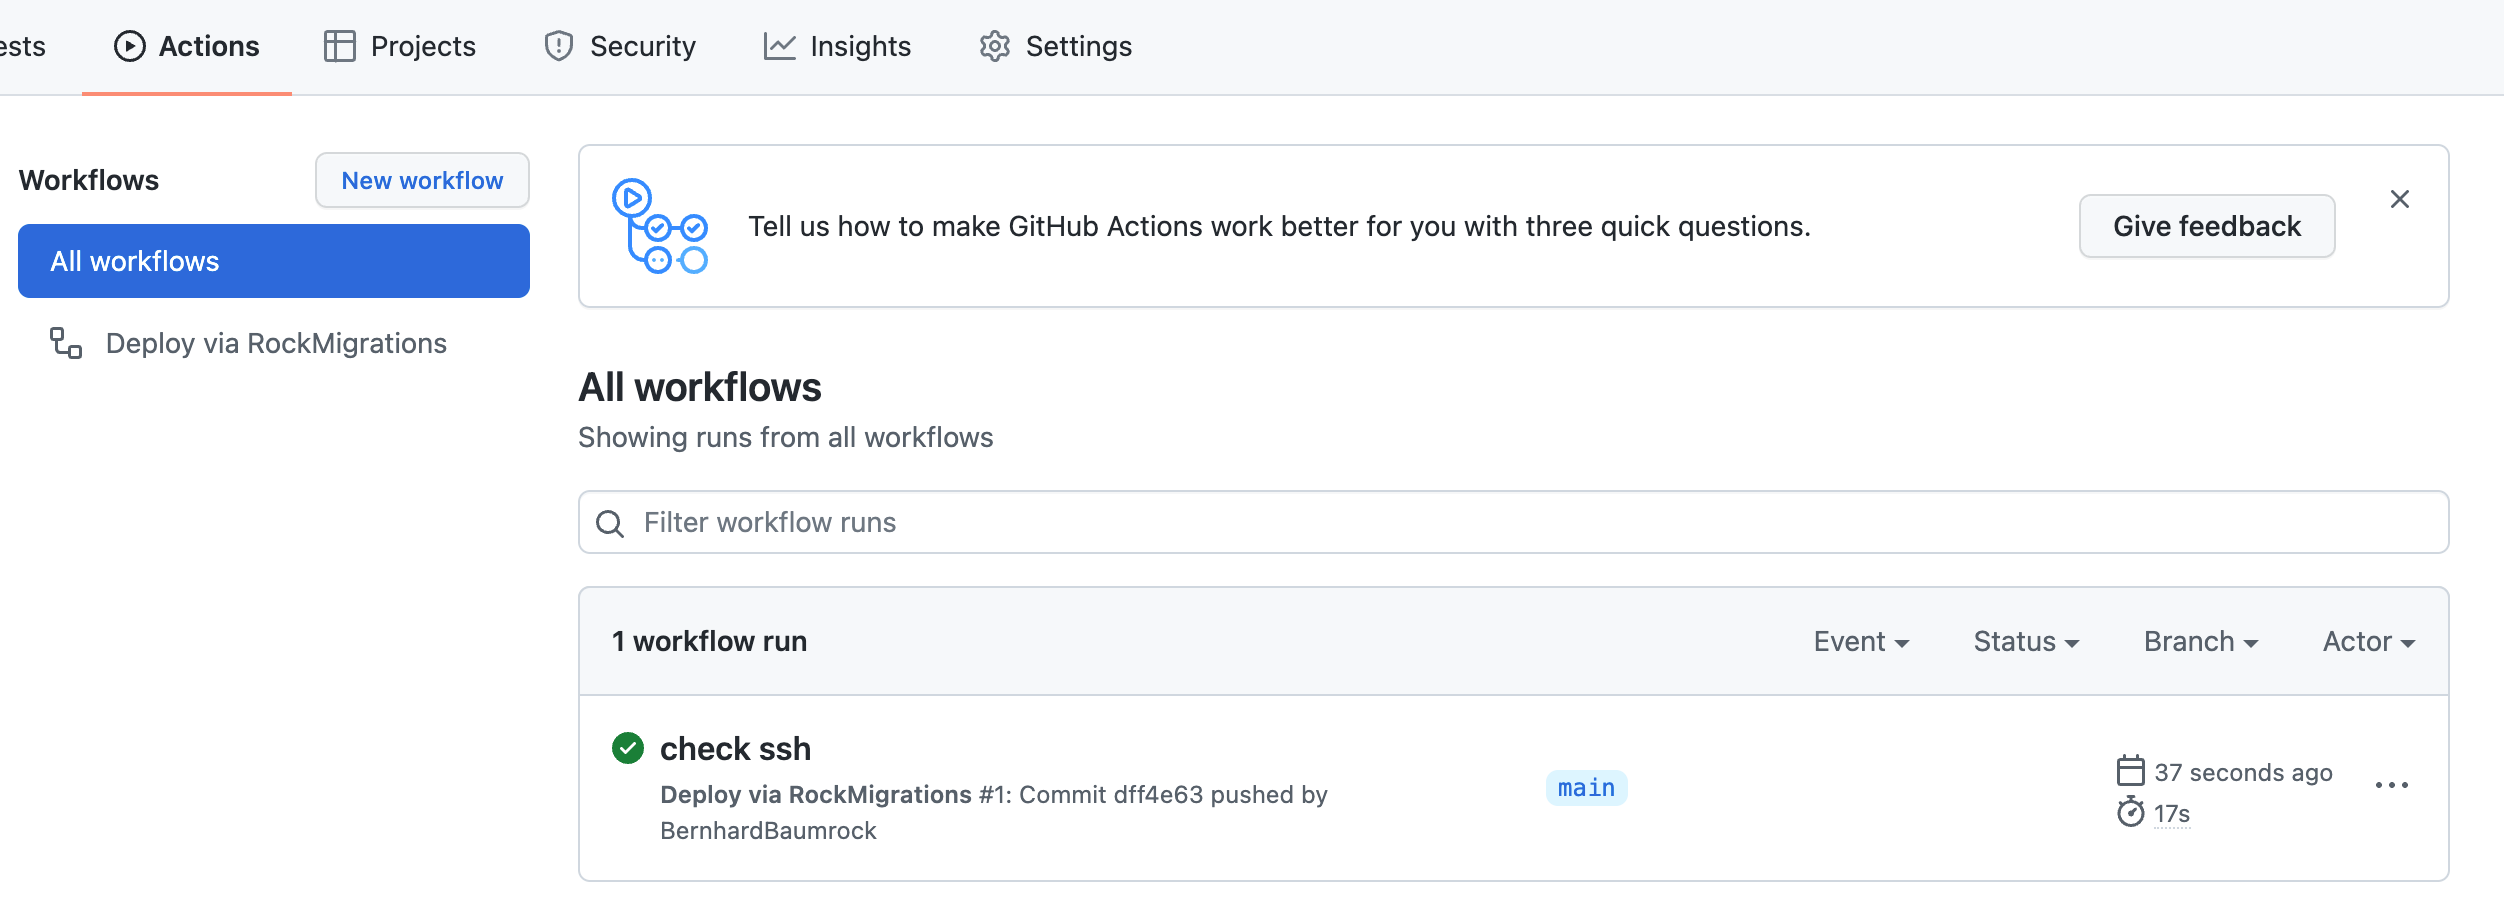 ests
Actions
Projects
Security
Insights
Settings
Workflows
New workflow
All workflows
Deploy via RockMigrations
Tell us how to make GitHub Actions work better for you with three quick questions.
Give feedback
All workflows
Showing runs from all workflows
Filter workflow runs
1 workflow run
Event
Status
Branch
Actor
check ssh
Deploy via RockMigrations #1: Commit dff4e63 pushed by
BernhardBaumrock
main
37 seconds ago
17s